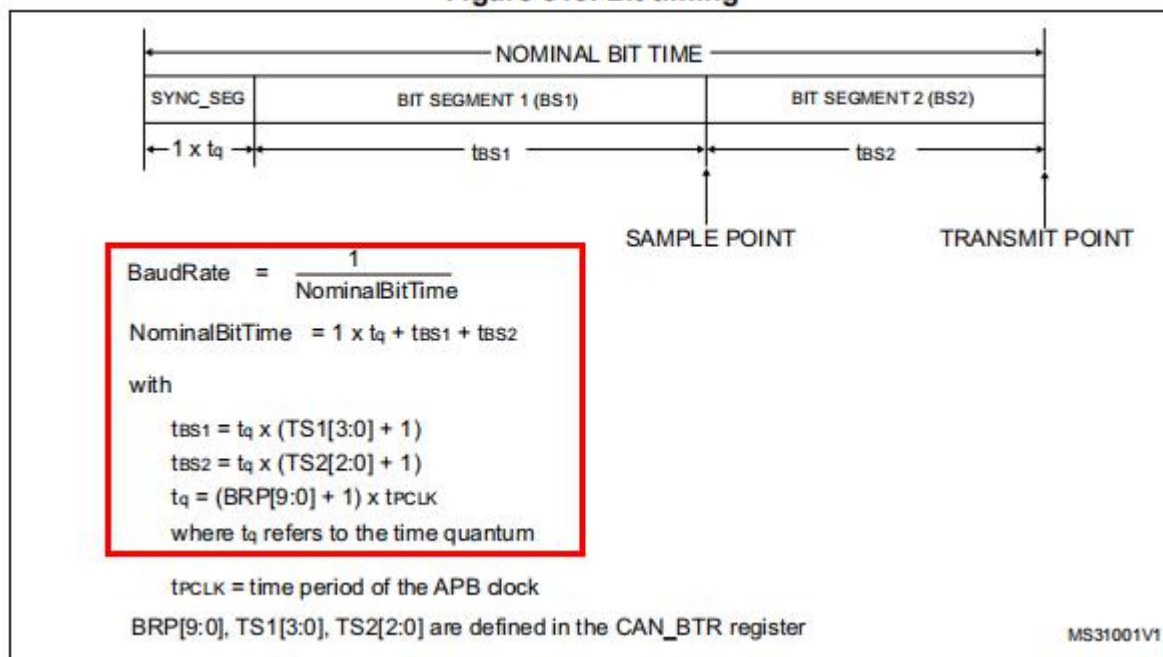 NOMINAL BIT TIME
SYNC_SEG BIT SEGMENT 1 (BS1) BIT SEGMENT 2 (BS2)
1 x tq tBS1 tBS2
SAMPLE POINT TRANSMIT POINT
BaudRate = 1
NominalBitTime
NominalBitTime = 1 x tq + tBS1 + tBS2
with
tBS1 = tq x (TS1[3:0] + 1)
tBS2 = tq x (TS2[2:0] + 1)
tq = (BRP[9:0] + 1) x tPCLK
where tq refers to the time quantum
tPCLK = time period of the APB clock
BRP[9:0], TS1[3:0], TS2[2:0] are defined in the CAN_BTR register
MS31001V1